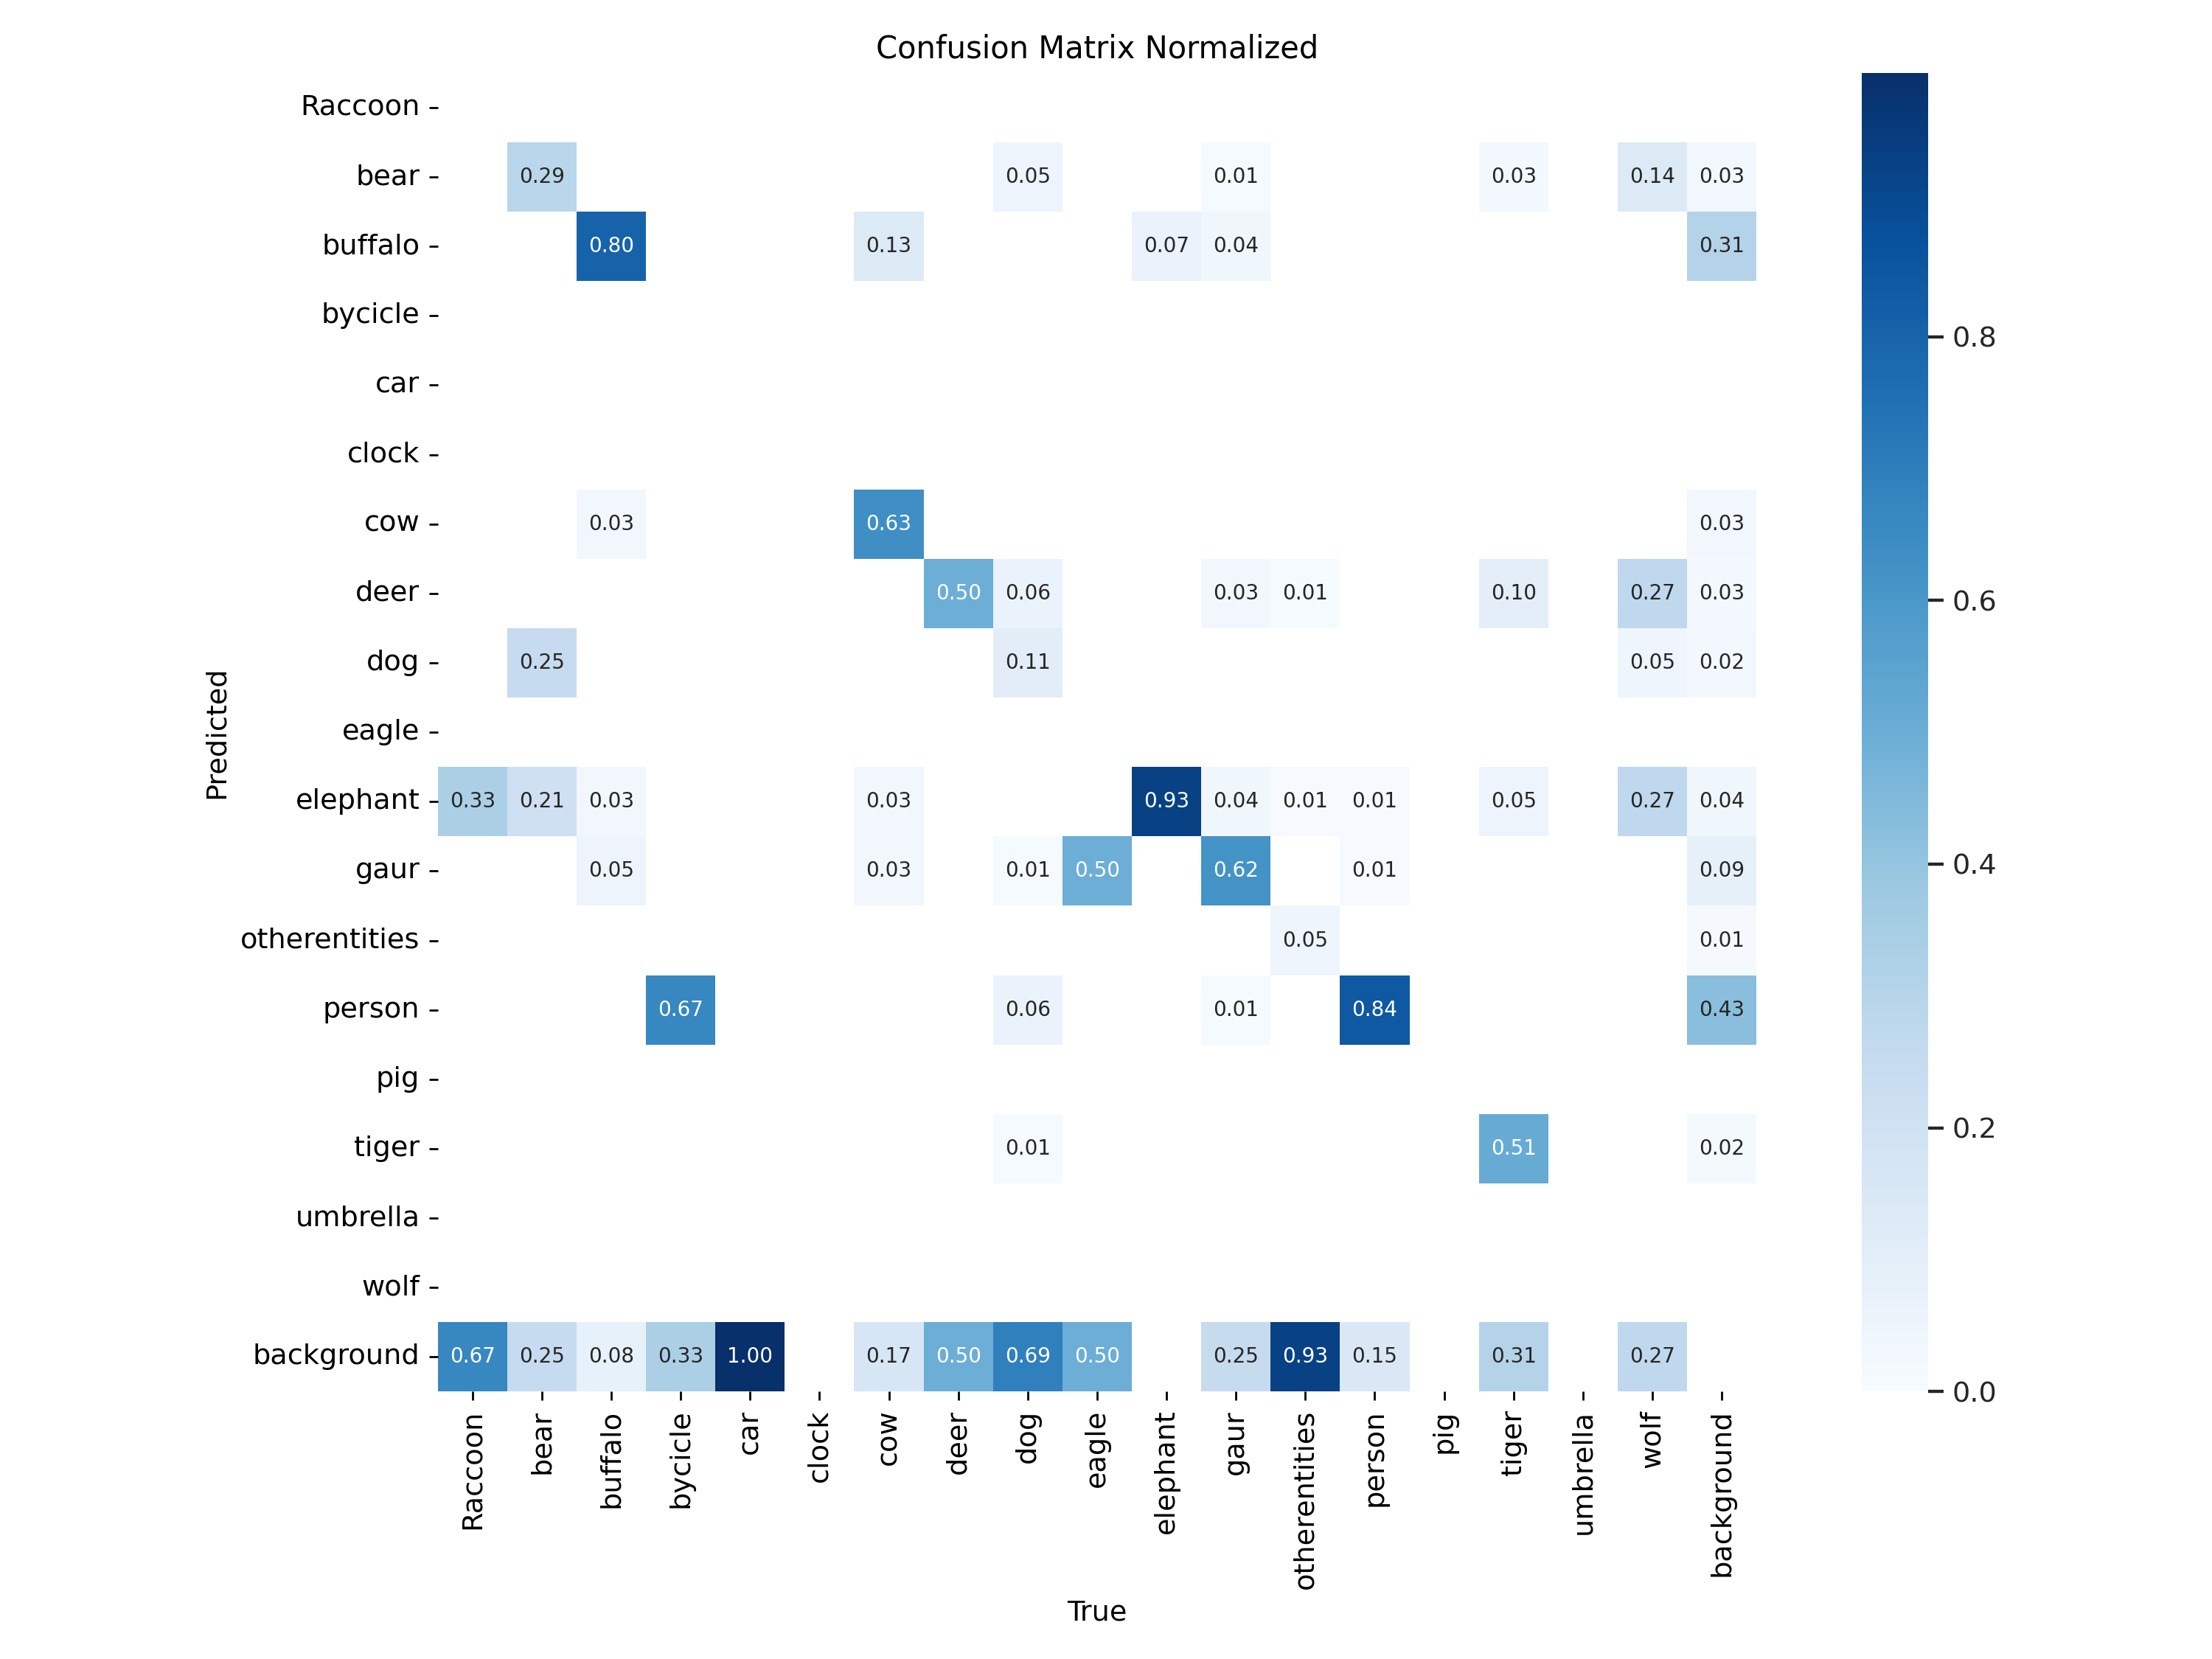 Confusion Matrix Normalized
Raccoon
bear 0.29 0.05 0.01 0.03 0.14 0.03
buffalo 0.80 0.13 0.07 0.04 0.31
bycicle
0.8
car
clock
cow 0.03 0.63 0.03
deer 0.50 0.06 0.03 0.01 0.10 0.27 0.03
0.6
dog 0.25 0.11 0.05 0.02
Predicted
eagle
elephant 0.33 0.21 0.03 0.03 0.93 0.04 0.01 0.01 0.05 0.27 0.04
gaur 0.05 0.03 0.01 0.50 0.62 0.01 0.09
0.4
otherentities 0.05 0.01
person 0.67 0.06 0.01 0.84 0.43
pig
tiger 0.01 0.51 0.02
0.2
umbrella
wolf
background 0.67 0.25 0.08 0.33 1.00 0.17 0.50 0.69 0.50 0.25 0.93 0.15 0.31 0.27
0.0
Raccoon
bear
buffalo
bycicle
car
clock
cow
deer
dog
eagle
elephant
gaur
otherentities
person
pig
tiger
umbrella
wolf
background
True